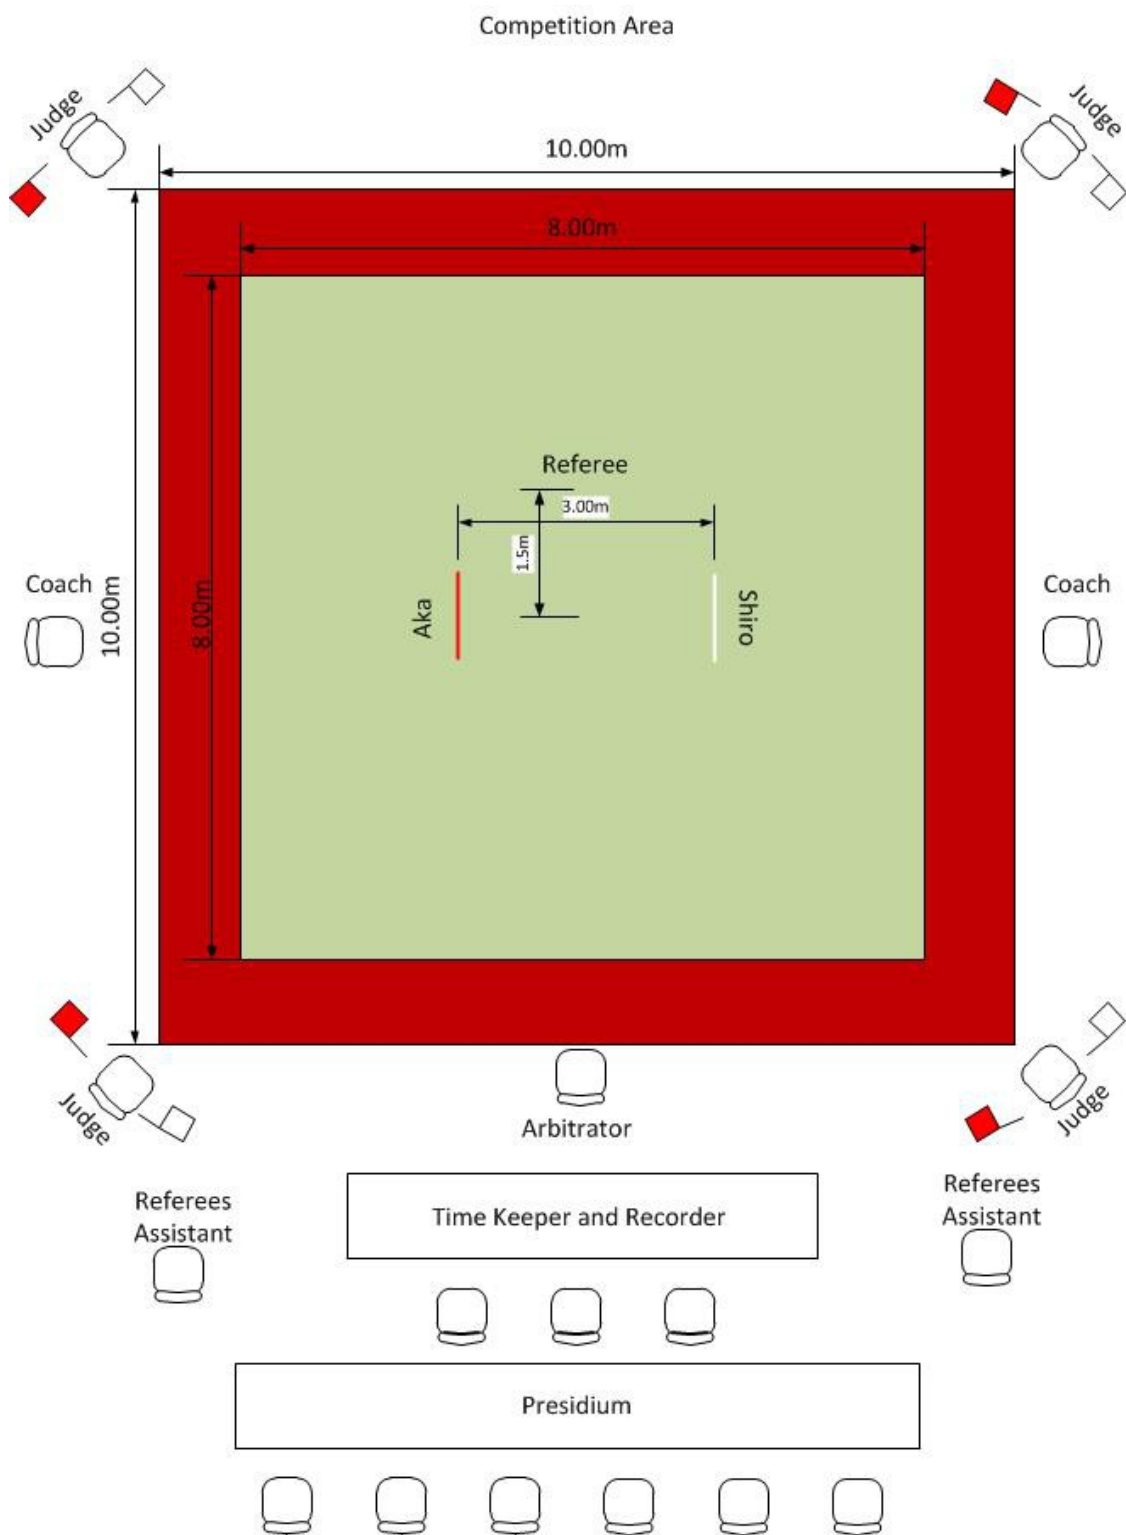 Competition Area
Judge
Judge
10.00m
8.00m
Referee
3.00m
1.5m
Coach
10.00m
8.00m
Aka
Shiro
Coach
Judge
Judge
Arbitrator
Referees
Assistant
Time Keeper and Recorder
Referees
Assistant
Presidium